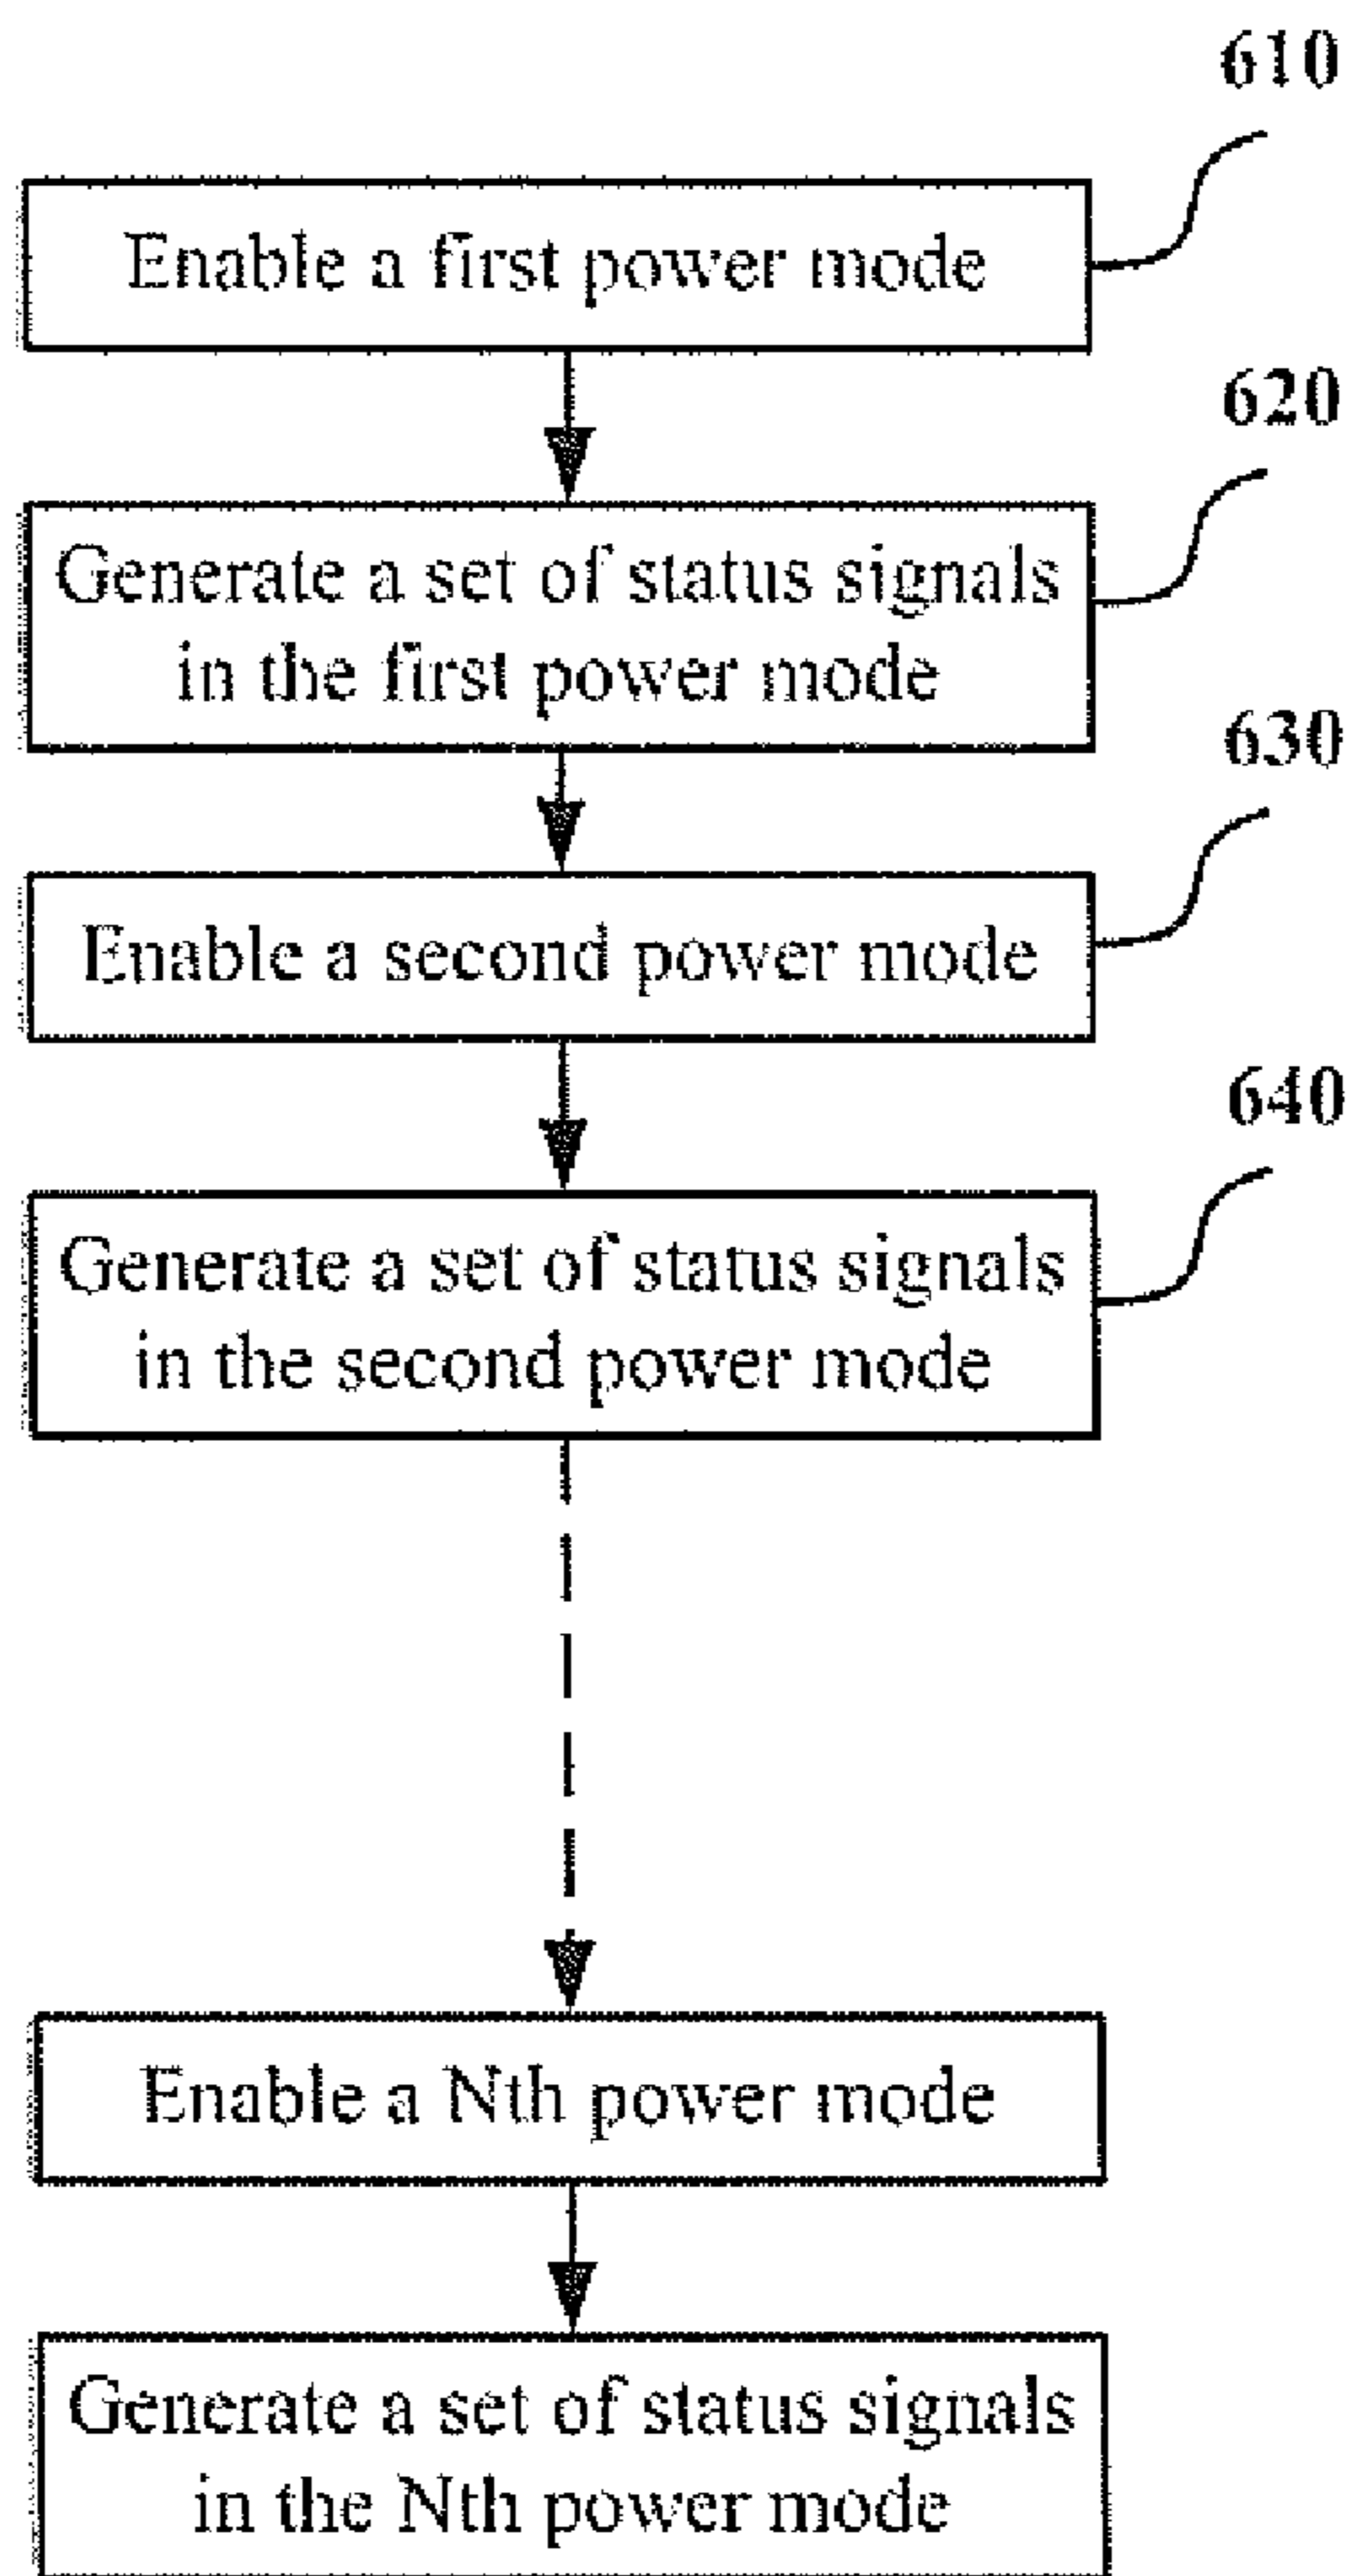 610
Enable a first power mode
620
Generate a set of status signals
in the first power mode
630
Enable a second power mode
640
Generate a set of status signals
in the second power mode
Enable a Nth power mode
Generate a set of status signals
in the Nth power mode